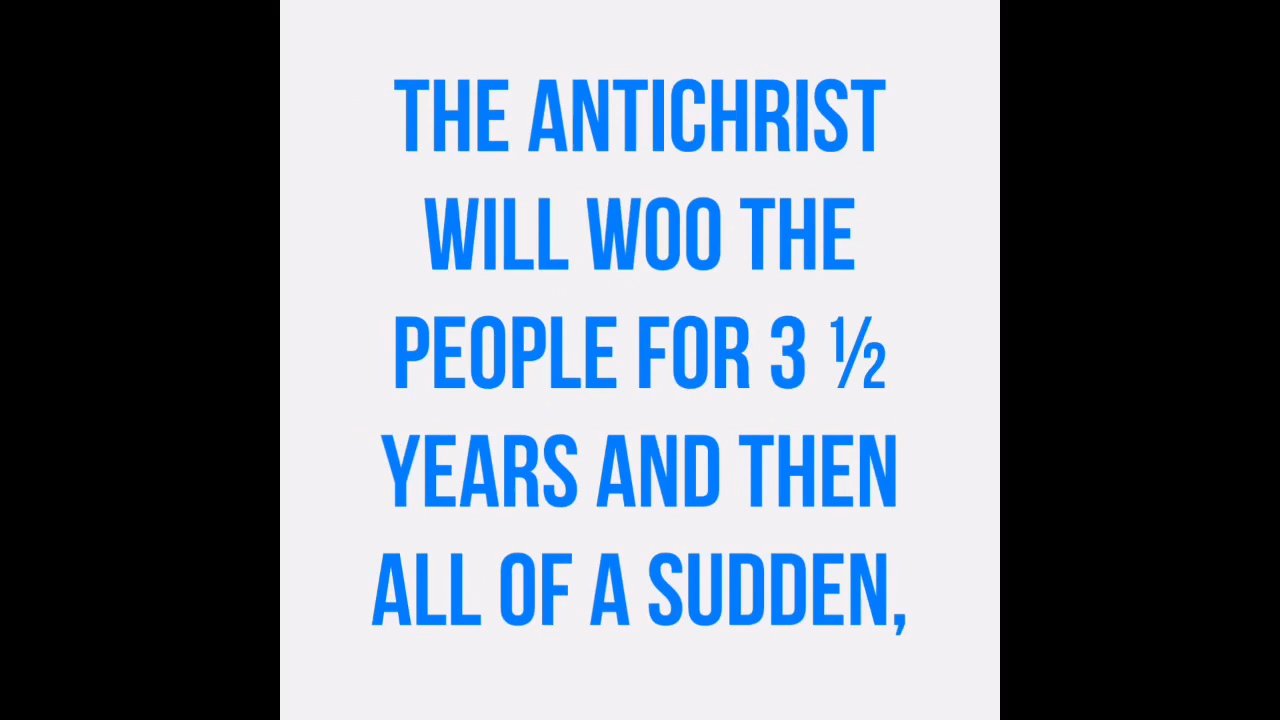 THE ANTICHRIST
WILL WOO THE
PEOPLE FOR 3 ½
YEARS AND THEN
ALL OF A SUDDEN,